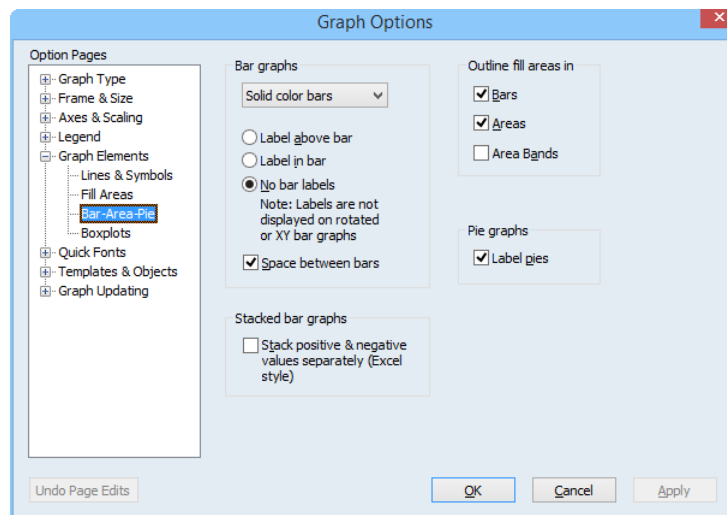 Graph Options
Option Pages
Graph Type
Frame & Size
Axes & Scaling
Legend
Graph Elements
Lines & Symbols
Fill Areas
Bar-Area-Pie
Boxplots
Quick Fonts
Templates & Objects
Graph Updating
Bar graphs
Solid color bars
Label above bar
Label in bar
No bar labels
Note: Labels are not
displayed on rotated
or XY bar graphs
Space between bars
Stacked bar graphs
Stack positive & negative
values separately (Excel
style)
Outline fill areas in
Bars
Areas
Area Bands
Pie graphs
Label pies
Undo Page Edits
OK
Cancel
Apply